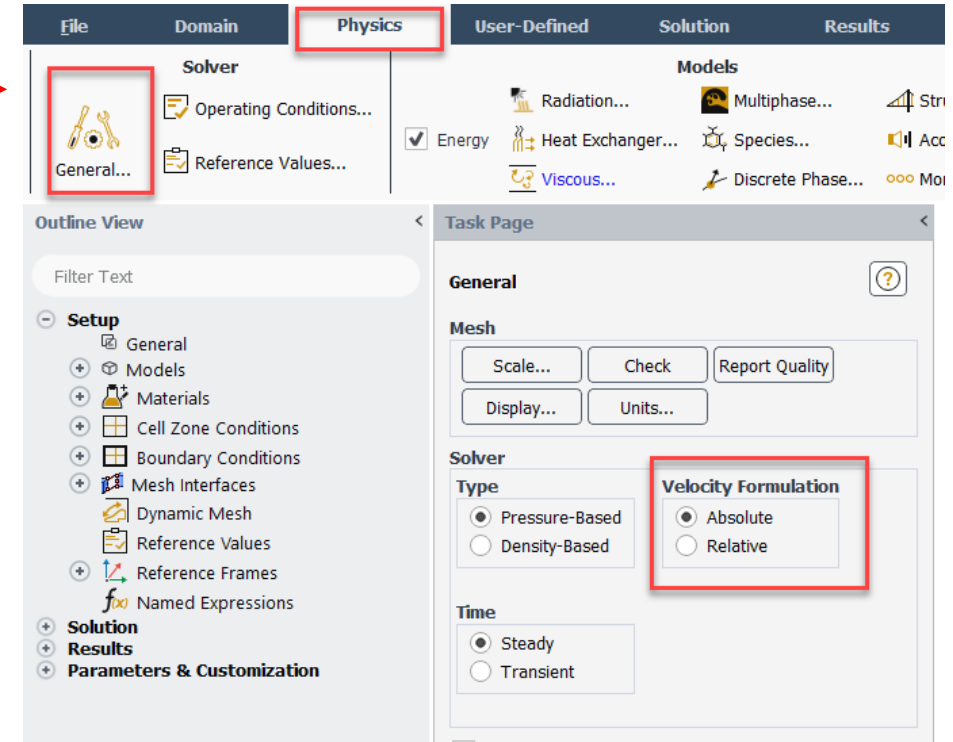 File Domain Physics User-Defined Solution Results
Solver
General...
Operating Conditions...
Reference Values...
Models
Energy
Radiation... Multiphase... Stru
Heat Exchanger... Species... Aco
Viscous... Discrete Phase... Mor
Outline View <
Filter Text
Setup
General
Models
Materials
Cell Zone Conditions
Boundary Conditions
Mesh Interfaces
Dynamic Mesh
Reference Values
Reference Frames
f(x) Named Expressions
Solution
Results
Parameters & Customization
Task Page <
General ?
Mesh
Scale... Check Report Quality
Display... Units...
Solver
Type
Pressure-Based
Density-Based
Velocity Formulation
Absolute
Relative
Time
Steady
Transient